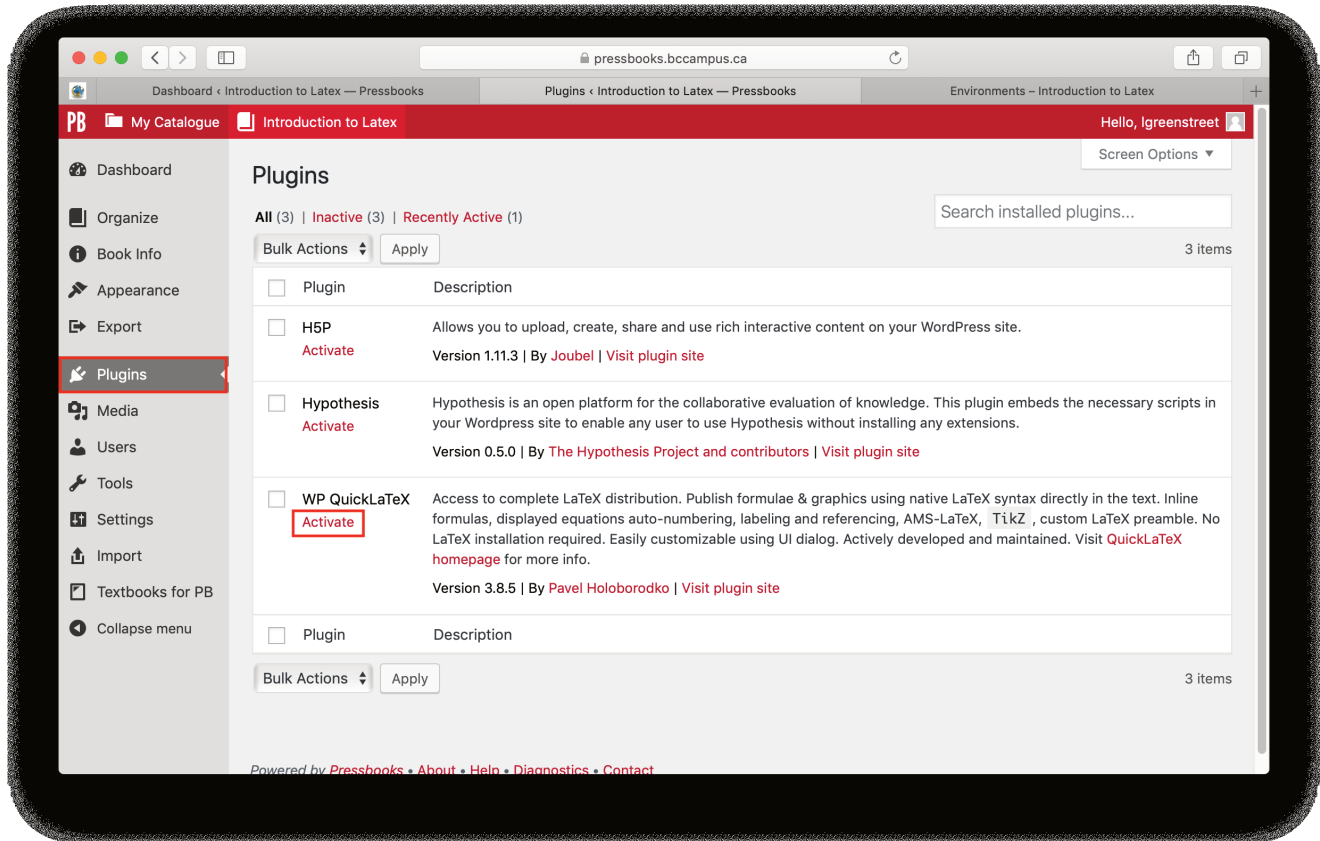 pressbooks.bccampus.ca
Dashboard ‹ Introduction to Latex — Pressbooks
Plugins ‹ Introduction to Latex — Pressbooks
Environments – Introduction to Latex
PB My Catalogue Introduction to Latex Hello, lgreenstreet
Screen Options ▼
Dashboard
Organize
Book Info
Appearance
Export
Plugins
Media
Users
Tools
Settings
Import
Textbooks for PB
Collapse menu
Plugins
All (3) | Inactive (3) | Recently Active (1)
Search installed plugins...
Bulk Actions Apply 3 items
Plugin Description
H5P
Activate
Allows you to upload, create, share and use rich interactive content on your WordPress site.
Version 1.11.3 | By Joubel | Visit plugin site
Hypothesis
Activate
Hypothesis is an open platform for the collaborative evaluation of knowledge. This plugin embeds the necessary scripts in
your Wordpress site to enable any user to use Hypothesis without installing any extensions.
Version 0.5.0 | By The Hypothesis Project and contributors | Visit plugin site
WP QuickLaTeX
Activate
Access to complete LaTeX distribution. Publish formulae & graphics using native LaTeX syntax directly in the text. Inline
formulas, displayed equations auto-numbering, labeling and referencing, AMS-LaTeX, TikZ , custom LaTeX preamble. No
LaTeX installation required. Easily customizable using UI dialog. Actively developed and maintained. Visit QuickLaTeX
homepage for more info.
Version 3.8.5 | By Pavel Holoborodko | Visit plugin site
Plugin Description
Bulk Actions Apply 3 items
Powered by Pressbooks • About • Help • Diagnostics • Contact